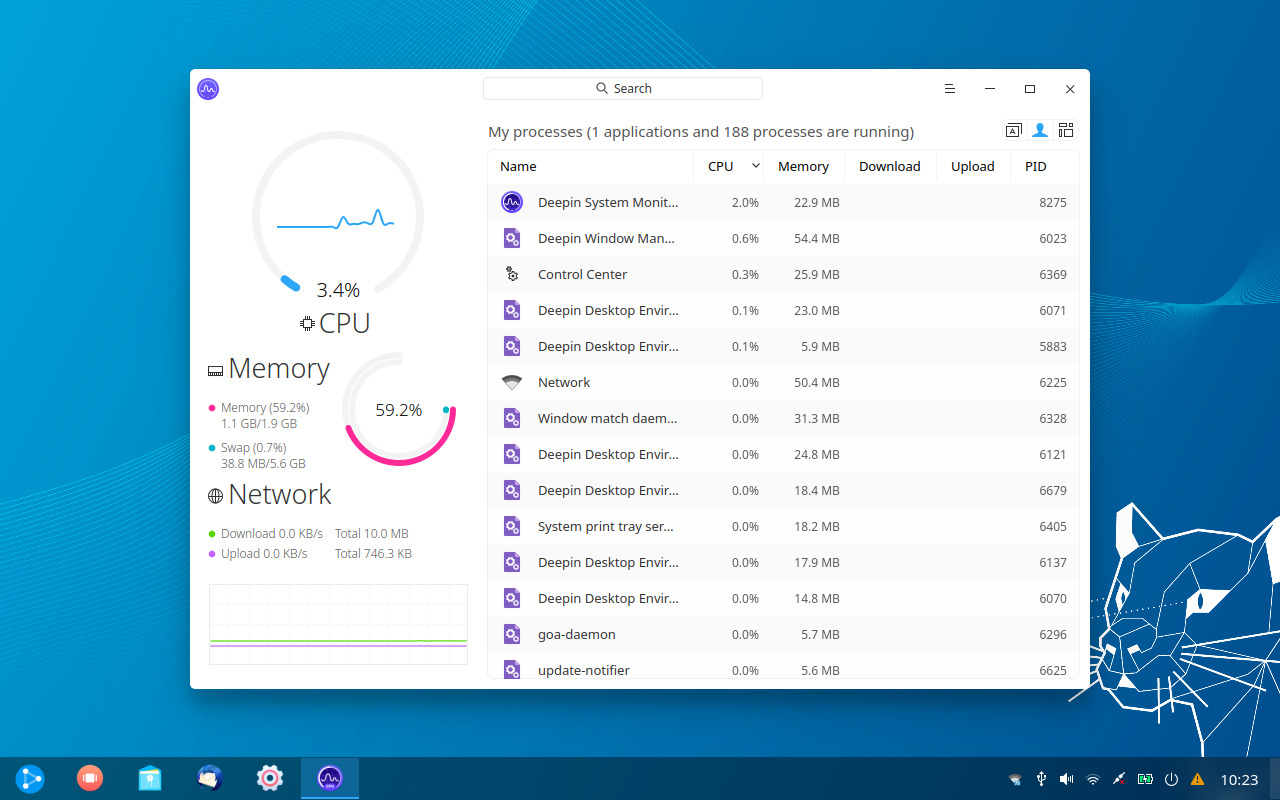 Search
3.4%
CPU
Memory
Memory (59.2%)
1.1 GB/1.9 GB
Swap (0.7%)
38.8 MB/5.6 GB
59.2%
Network
Download 0.0 KB/s Total 10.0 MB
Upload 0.0 KB/s Total 746.3 KB
My processes (1 applications and 188 processes are running)
Name CPU Memory Download Upload PID
Deepin System Monit... 2.0% 22.9 MB 8275
Deepin Window Man... 0.6% 54.4 MB 6023
Control Center 0.3% 25.9 MB 6369
Deepin Desktop Envir... 0.1% 23.0 MB 6071
Deepin Desktop Envir... 0.1% 5.9 MB 5883
Network 0.0% 50.4 MB 6225
Window match daem... 0.0% 31.3 MB 6328
Deepin Desktop Envir... 0.0% 24.8 MB 6121
Deepin Desktop Envir... 0.0% 18.4 MB 6679
System print tray ser... 0.0% 18.2 MB 6405
Deepin Desktop Envir... 0.0% 17.9 MB 6137
Deepin Desktop Envir... 0.0% 14.8 MB 6070
goa-daemon 0.0% 5.7 MB 6296
update-notifier 0.0% 5.6 MB 6625
CPU
10:23